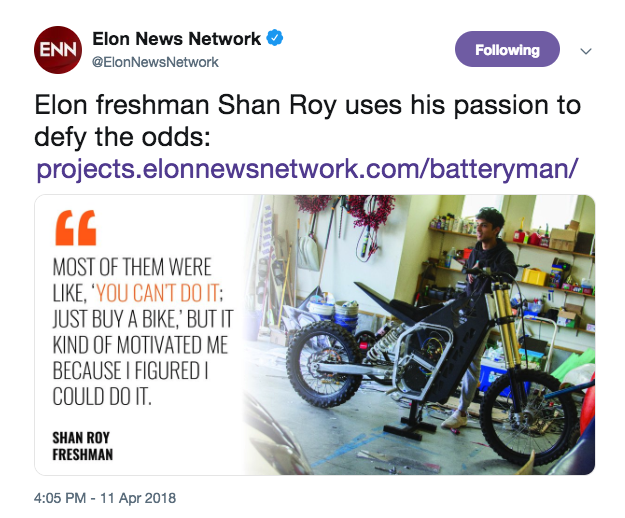 ENN
Elon News Network
@ElonNewsNetwork
Following
Elon freshman Shan Roy uses his passion to
defy the odds:
projects.elonnewsnetwork.com/batteryman/
MOST OF THEM WERE
LIKE, ‘YOU CAN'T DO IT;
JUST BUY A BIKE,’ BUT IT
KIND OF MOTIVATED ME
BECAUSE I FIGURED I
COULD DO IT.
SHAN ROY
FRESHMAN
4:05 PM - 11 Apr 2018